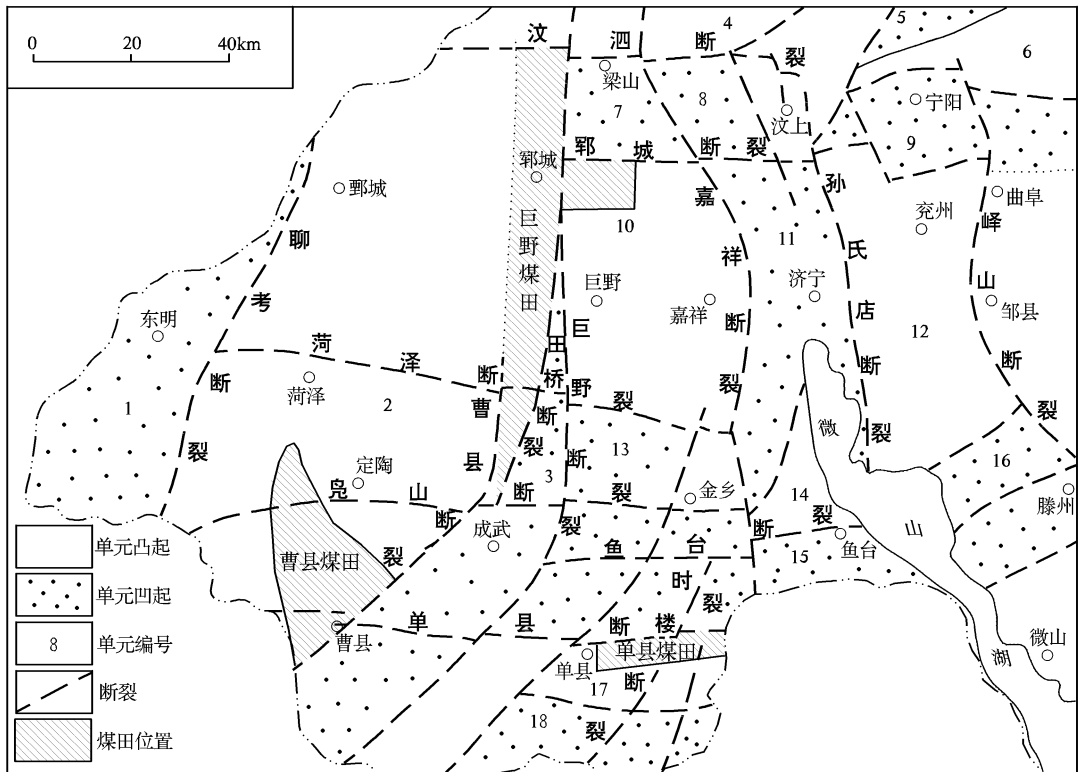 0 20 40km
汶泗断裂
4
5
6
梁山
7
8
汶上
宁阳
9
郓城断裂
郓城
鄄城
聊考断裂
东明
1
巨野煤田
10
嘉祥断裂
11
孙氏店断裂
兖州
曲阜
峄山断裂
邹县
12
巨野
嘉祥
济宁
田桥断裂
巨野断裂
菏泽断裂
菏泽
2
曹县断裂
定陶
凫山断裂
3
13
金乡
14
15
16
滕州
微山湖
微山
成武
鱼台断裂
鱼台
曹县煤田
曹县
单县断裂
时楼断裂
单县煤田
单县
17
18
单元凸起
单元凹起
8 单元编号
断裂
煤田位置